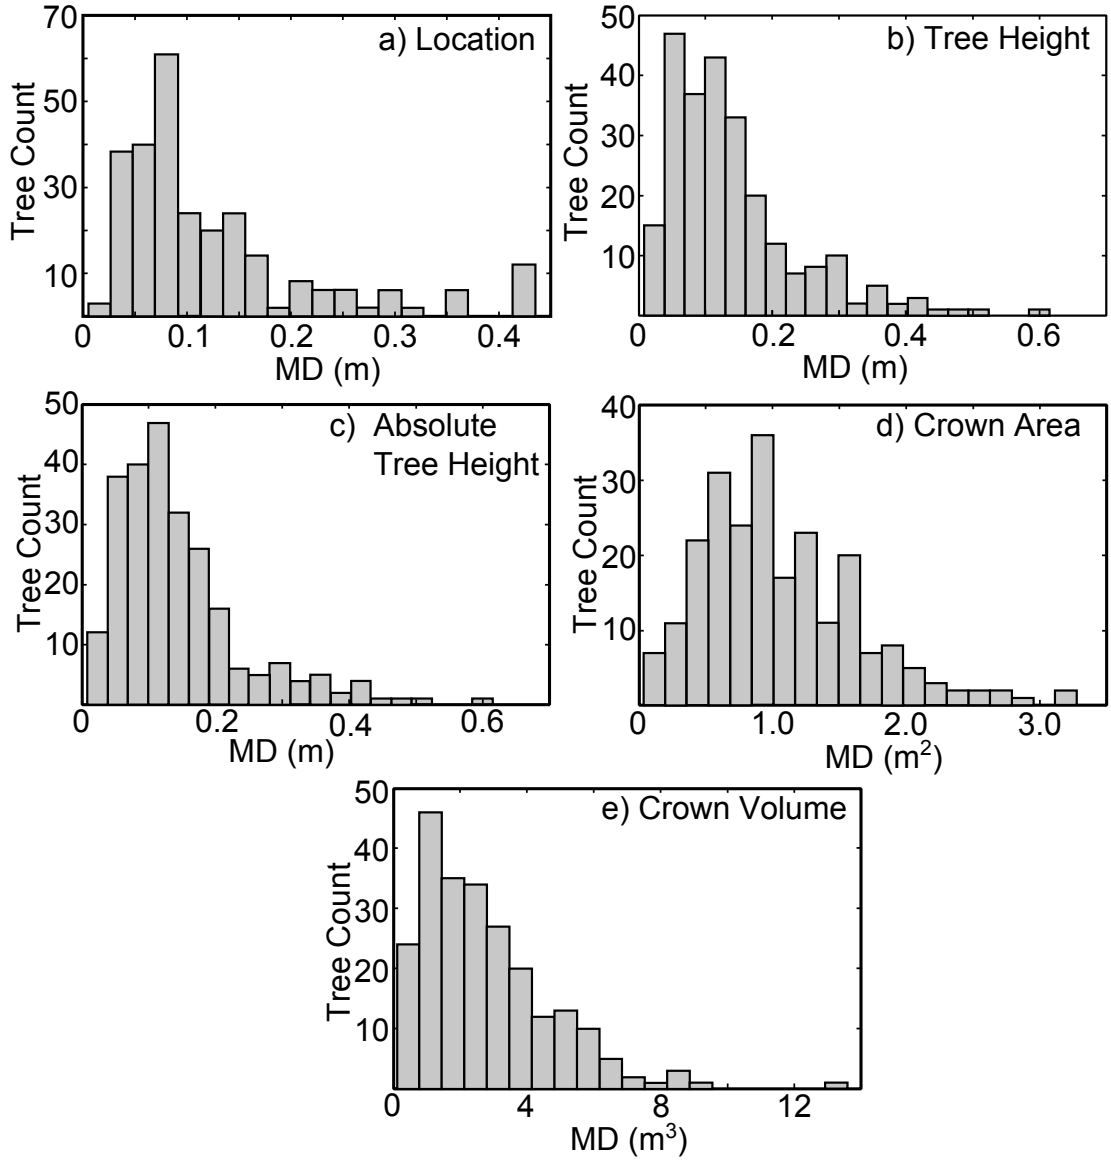 a) Location
70
50
30
10
Tree Count
0 0.1 0.2 0.3 0.4
MD (m)
b) Tree Height
50
40
30
20
10
Tree Count
0 0.2 0.4 0.6
MD (m)
c) Absolute
Tree Height
50
40
30
20
10
Tree Count
0 0.2 0.4 0.6
MD (m)
d) Crown Area
40
30
20
10
Tree Count
0 1.0 2.0 3.0
MD (m²)
e) Crown Volume
50
40
30
20
10
Tree Count
0 4 8 12
MD (m³)